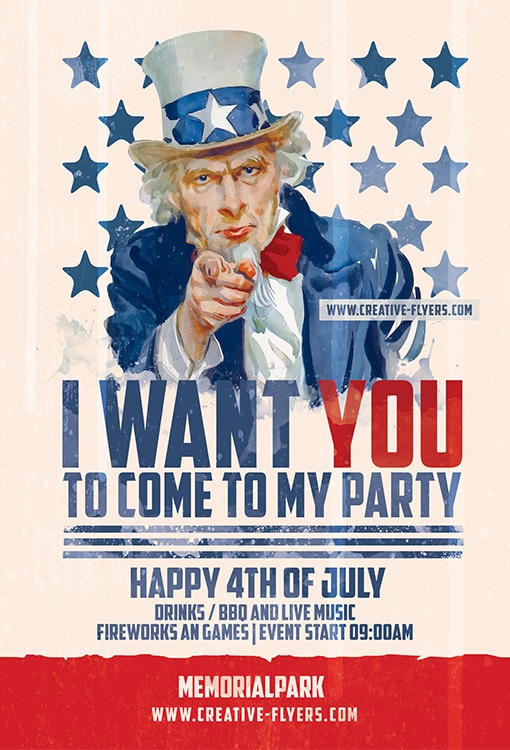 WWW.CREATIVE-FLYERS.COM
I WANT YOU
TO COME TO MY PARTY
HAPPY 4TH OF JULY
DRINKS / BBQ AND LIVE MUSIC
FIREWORKS AN GAMES | EVENT START 09:00AM
MEMORIALPARK
WWW.CREATIVE-FLYERS.COM